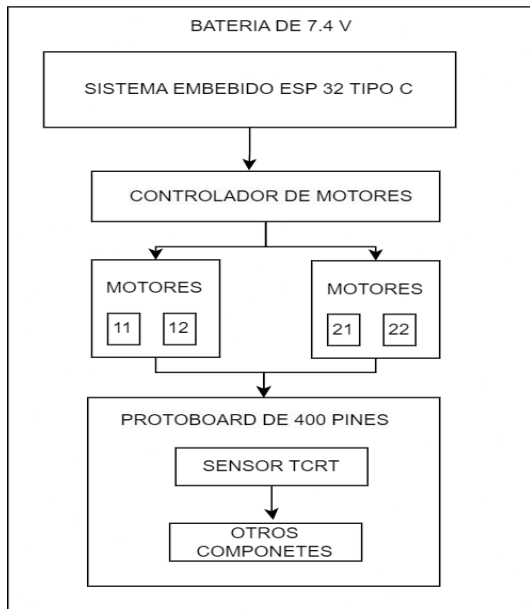 BATERIA DE 7.4 V
SISTEMA EMBEBIDO ESP 32 TIPO C
CONTROLADOR DE MOTORES
MOTORES
11 12
MOTORES
21 22
PROTOBOARD DE 400 PINES
SENSOR TCRT
OTROS
COMPONETES